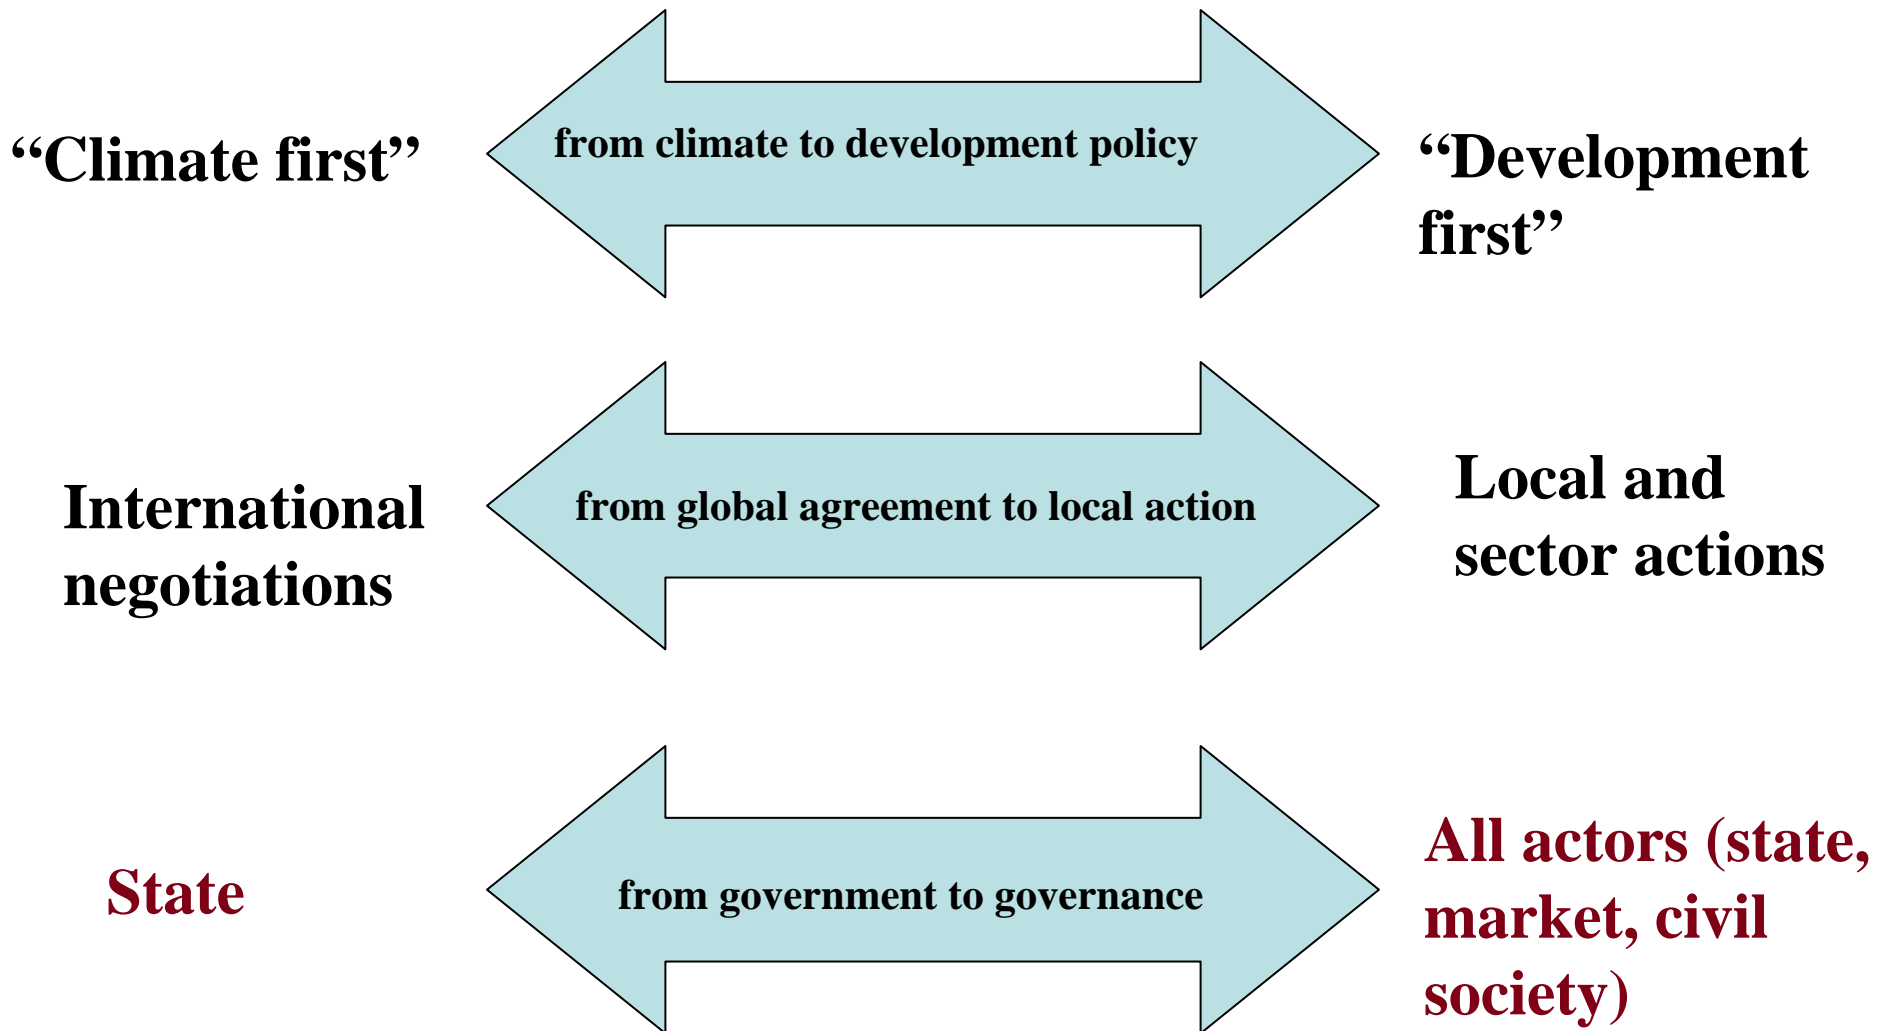 “Climate first”
from climate to development policy
“Development
first”
International
negotiations
from global agreement to local action
Local and
sector actions
State
from government to governance
All actors (state,
market, civil
society)